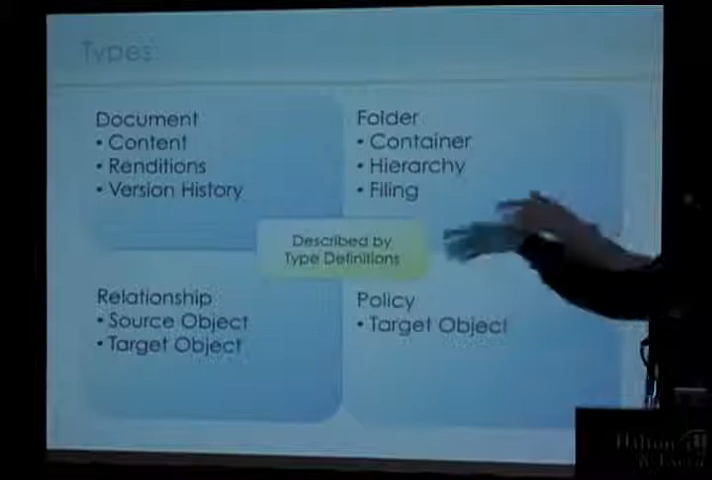 Types
Document
• Content
• Renditions
• Version History
Folder
• Container
• Hierarchy
• Filing
Described by
Type Definitions
Relationship
• Source Object
• Target Object
Policy
• Target Object
Hilton